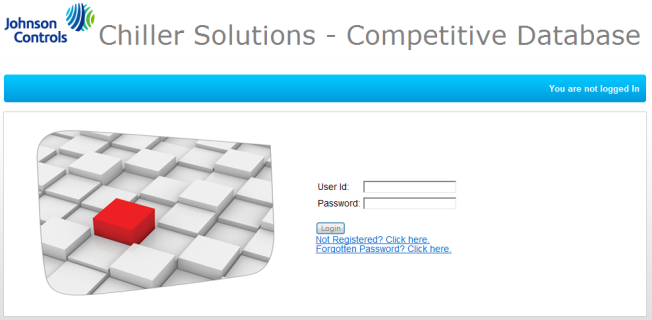 Johnson
Controls
Chiller Solutions - Competitive Database
You are not logged In
User Id:
Password:
Login
Not Registered? Click here.
Forgotten Password? Click here.